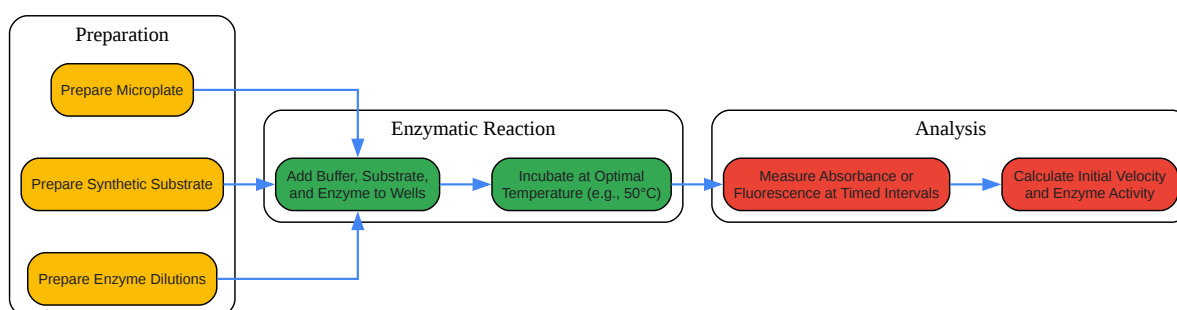 Preparation
Prepare Microplate
Prepare Synthetic Substrate
Prepare Enzyme Dilutions
Enzymatic Reaction
Add Buffer, Substrate,
and Enzyme to Wells
Incubate at Optimal
Temperature (e.g., 50°C)
Analysis
Measure Absorbance or
Fluorescence at Timed Intervals
Calculate Initial Velocity
and Enzyme Activity